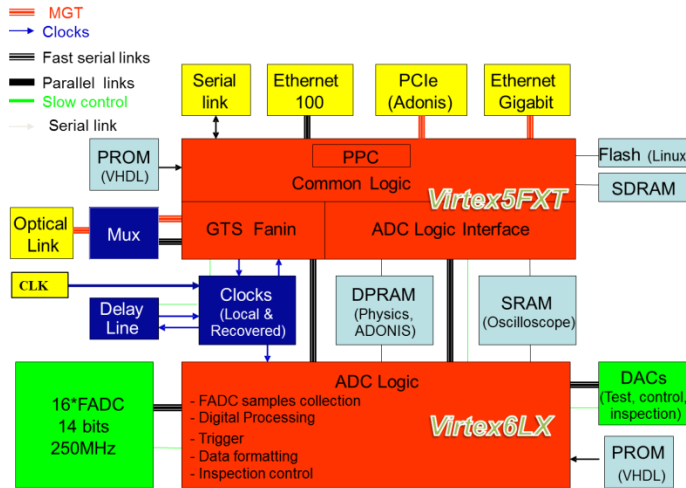 MGT
Clocks
Fast serial links
Parallel links
Slow control
Serial link
Serial
link
Ethernet
100
PCIe
(Adonis)
Ethernet
Gigabit
PROM
(VHDL)
PPC
Common Logic
Virtex5FXT
Flash (Linux
SDRAM
Optical
Link
Mux
GTS Fanin
ADC Logic Interface
CLK
Delay
Line
Clocks
(Local &
Recovered)
DPRAM
(Physics,
ADONIS)
SRAM
(Oscilloscope)
16*FADC
14 bits
250MHz
ADC Logic
- FADC samples collection
- Digital Processing
- Trigger
- Data formatting
- Inspection control
Virtex6LX
DACs
(Test, control,
inspection)
PROM
(VHDL)